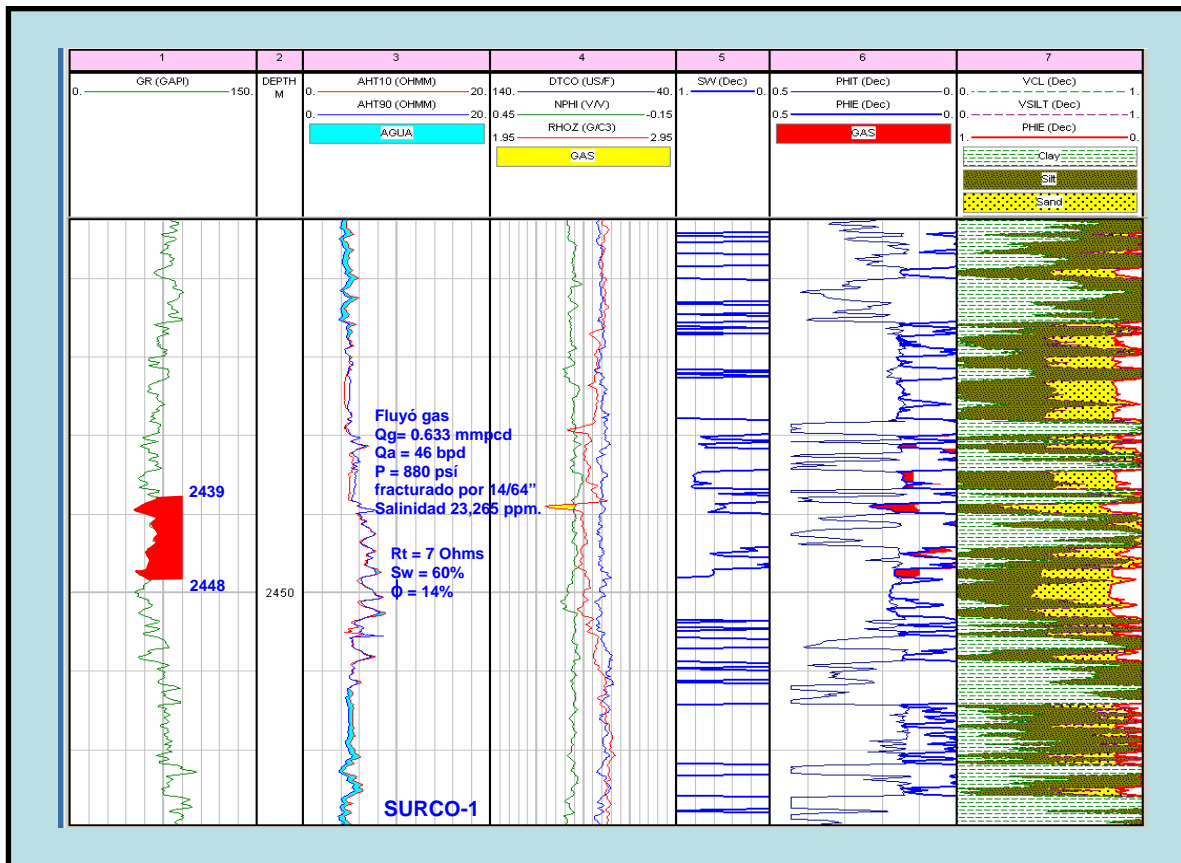 1 2 3 4 5 6 7
GR (GAPI)
0. 150.
DEPTH
M
AHT10 (OHMM)
0. 20.
AHT90 (OHMM)
0. 20.
AGUA
DTCO (US/F)
140. 40.
NPHI (V/V)
0.45 -0.15
RHOZ (G/C3)
1.95 2.95
GAS
SW (Dec)
1. 0.
PHIT (Dec)
0.5 0.
PHIE (Dec)
0.5 0.
GAS
VCL (Dec)
0. 1.
VSILT (Dec)
0. 1.
PHIE (Dec)
1. 0.
Clay
Silt
Sand
Fluyó gas
Qg= 0.633 mmpcd
Qa = 46 bpd
P = 880 psí
fracturado por 14/64”
Salinidad 23,265 ppm.
2439
Rt = 7 Ohms
Sw = 60%
ϕ = 14%
2448
2450
SURCO-1